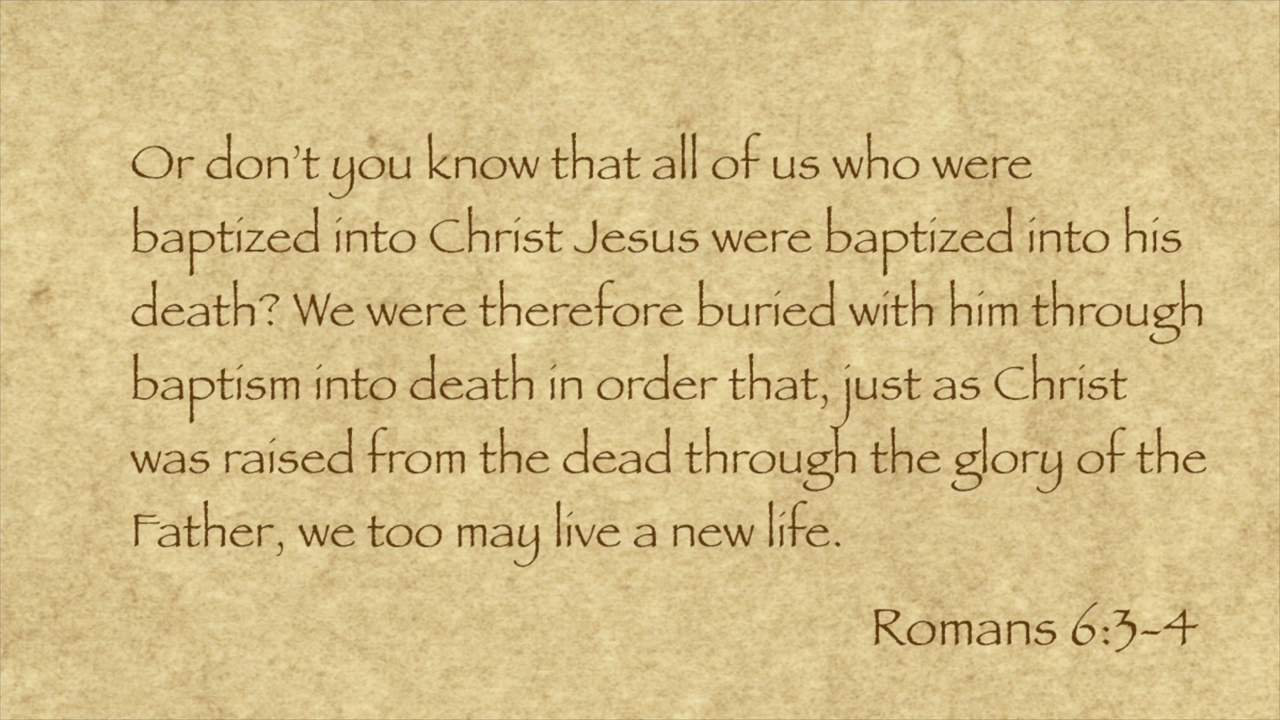 Or don’t you know that all of us who were
baptized into Christ Jesus were baptized into his
death? We were therefore buried with him through
baptism into death in order that, just as Christ
was raised from the dead through the glory of the
Father, we too may live a new life.
Romans 6:3-4